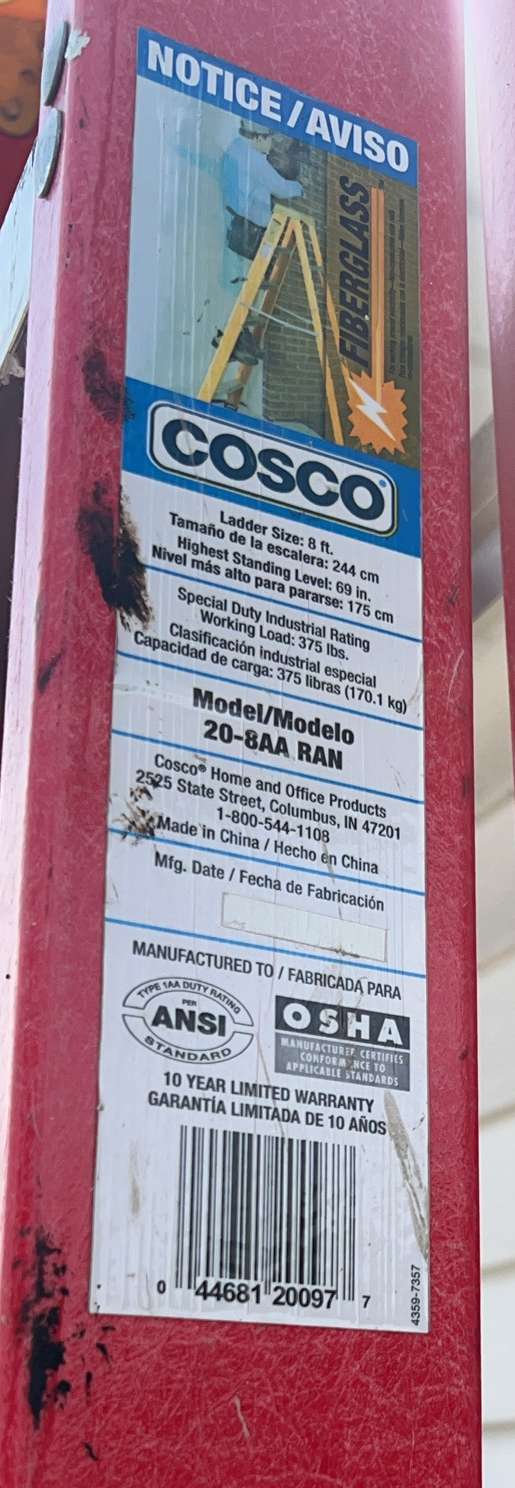 NOTICE/AVISO
FIBERGLASS
COSCO
Ladder Size: 8 ft.
Tamaño de la escalera: 244 cm
Highest Standing Level: 69 in.
Nivel más alto para pararse: 175 cm
Special Duty Industrial Rating
Working Load: 375 lbs.
Clasificación industrial especial
Capacidad de carga: 375 libras (170.1 kg)
Model/Modelo
20-8AA RAN
Cosco® Home and Office Products
2525 State Street, Columbus, IN 47201
1-800-544-1108
Made in China / Hecho en China
Mfg. Date / Fecha de Fabricación
MANUFACTURED TO / FABRICADA PARA
TYPE 1AA DUTY RATING
PER
ANSI
STANDARD
OSHA
MANUFACTURER CERTIFIES
CONFORMANCE TO
APPLICABLE STANDARDS
10 YEAR LIMITED WARRANTY
GARANTÍA LIMITADA DE 10 AÑOS
0 44681 20097 7
4359-7357